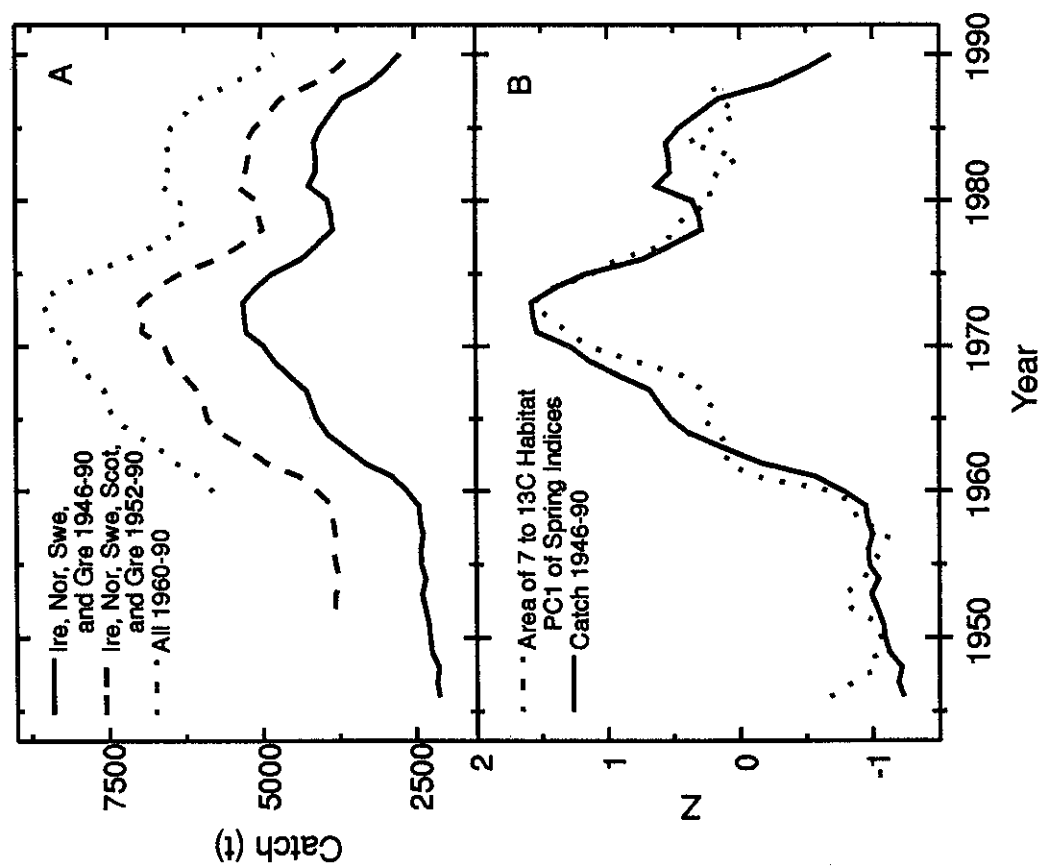 A
Ire, Nor, Swe,
and Gre 1946-90
Ire, Nor, Swe, Scot,
and Gre 1952-90
All 1960-90
7500
5000
2500
Catch (t)
B
Area of 7 to 13C Habitat
PC1 of Spring Indices
Catch 1946-90
2
1
0
-1
Z
1950
1960
1970
1980
1990
Year